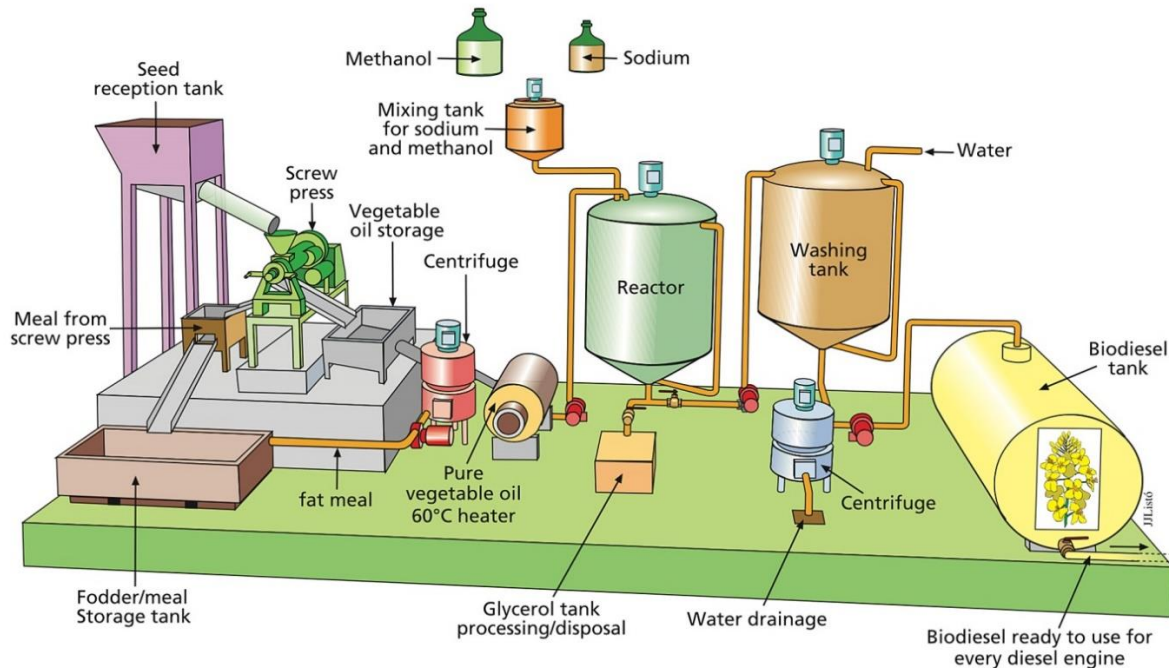 Methanol
Sodium
Seed
reception tank
Mixing tank
for sodium
and methanol
Water
Screw
press
Vegetable
oil storage
Centrifuge
Washing
tank
Reactor
Meal from
screw press
Biodiesel
tank
Pure
vegetable oil
60°C heater
fat meal
Centrifuge
JJListó
Fodder/meal
Storage tank
Glycerol tank
processing/disposal
Water drainage
Biodiesel ready to use for
every diesel engine